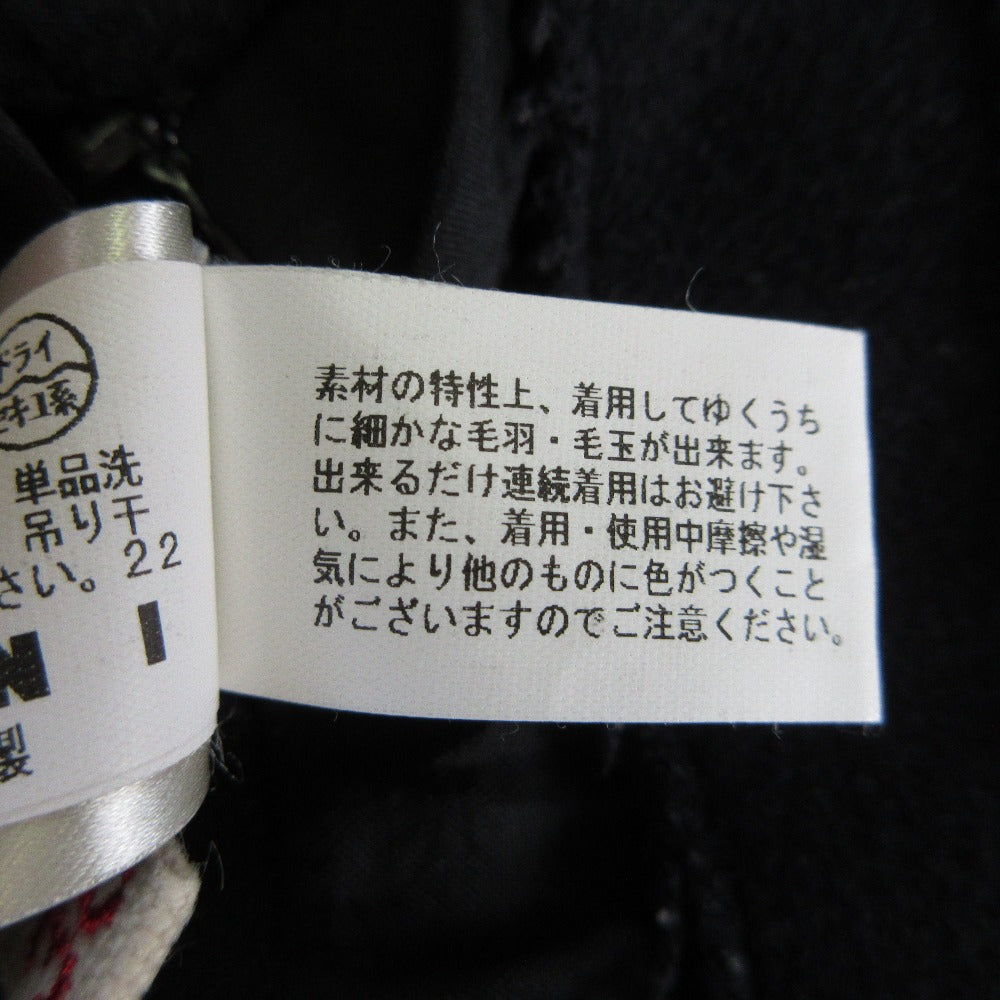 ドライ
セキユ系
単品洗
吊り干
さい。22
N I
製
素材の特性上、着用してゆくうち
に細かな毛羽・毛玉が出来ます。
出来るだけ連続着用はお避け下さ
い。また、着用・使用中摩擦や湿
気により他のものに色がつくこと
がございますのでご注意ください。